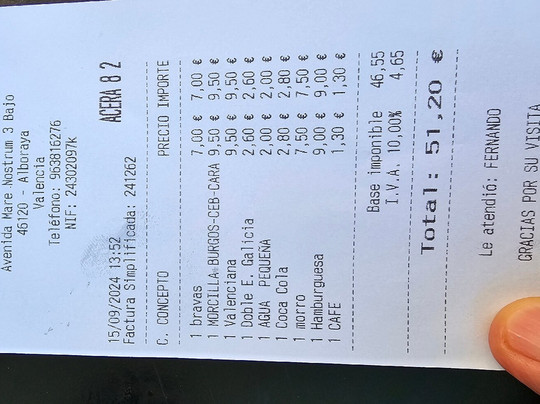 Avenida Mare Nostrum 3 Bajo
46120 - Alboraya
Valencia
Teléfono: 963816276
NIF: 24302097k
15/09/2024 13:52 ACERA 8 2
Factura Simplificada: 241262
C. CONCEPTO PRECIO IMPORTE
1 bravas 7,00 € 7,00 €
1 MORCILLA BURGOS-CEB-CARA 9,50 € 9,50 €
1 Valenciana 9,50 € 9,50 €
1 Doble E. Galicia 2,60 € 2,60 €
1 AGUA PEQUEÑA 2,00 € 2,00 €
1 Coca Cola 2,80 € 2,80 €
1 morro 7,50 € 7,50 €
1 Hamburguesa 9,00 € 9,00 €
1 CAFE 1,30 € 1,30 €
Base imponible 46,55
I.V.A. 10,00% 4,65
Total: 51,20 €
Le atendió: FERNANDO
GRACIAS POR SU VISITA